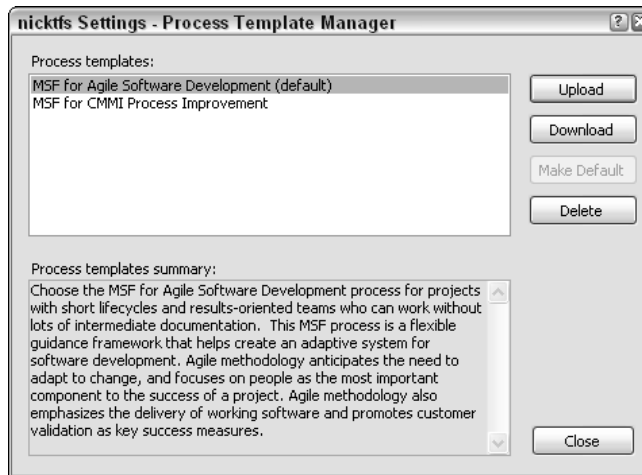 nicktfs Settings - Process Template Manager
Process templates:
MSF for Agile Software Development (default)
MSF for CMMI Process Improvement
Upload
Download
Make Default
Delete
Process templates summary:
Choose the MSF for Agile Software Development process for projects
with short lifecycles and results-oriented teams who can work without
lots of intermediate documentation.  This MSF process is a flexible
guidance framework that helps create an adaptive system for
software development. Agile methodology anticipates the need to
adapt to change, and focuses on people as the most important
component to the success of a project. Agile methodology also
emphasizes the delivery of working software and promotes customer
validation as key success measures.
Close